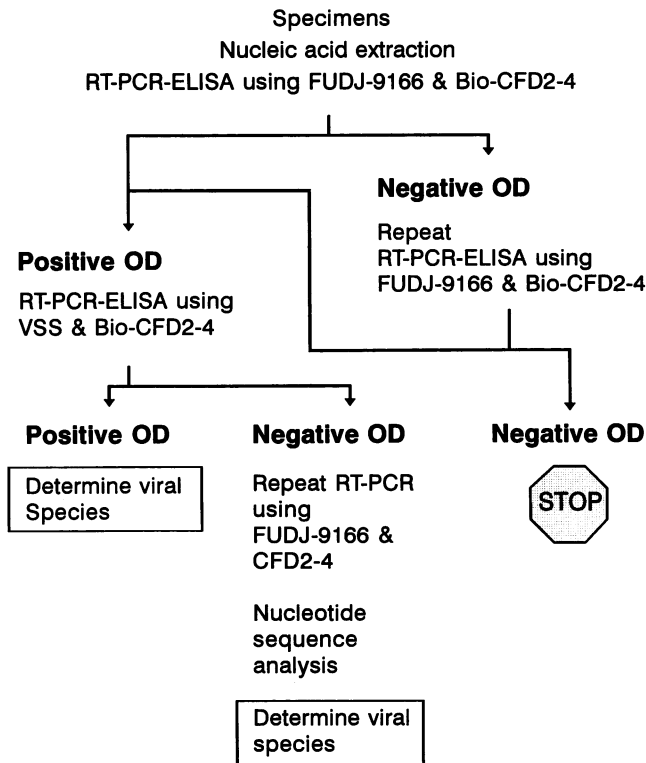 Specimens
Nucleic acid extraction
RT-PCR-ELISA using FUDJ-9166 & Bio-CFD2-4
Negative OD
Repeat
RT-PCR-ELISA using
FUDJ-9166 & Bio-CFD2-4
Positive OD
RT-PCR-ELISA using
VSS & Bio-CFD2-4
Positive OD
Determine viral
Species
Negative OD
Repeat RT-PCR
using
FUDJ-9166 &
CFD2-4
Nucleotide
sequence
analysis
Determine viral
species
Negative OD
STOP